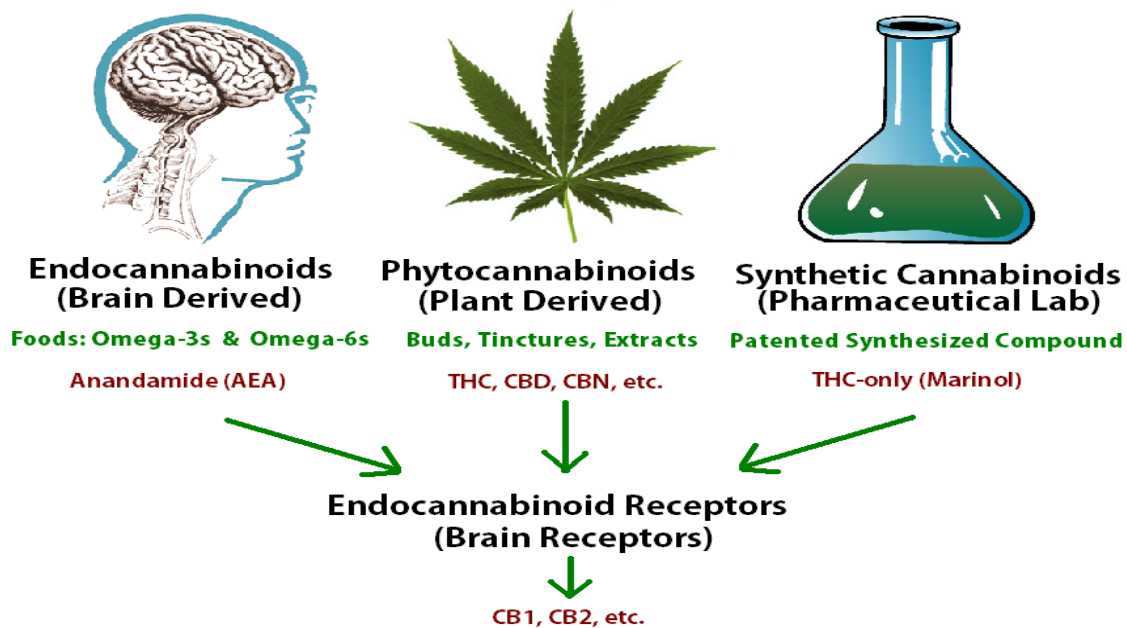 Endocannabinoids
(Brain Derived)
Foods: Omega-3s & Omega-6s
Anandamide (AEA)
Phytocannabinoids
(Plant Derived)
Buds, Tinctures, Extracts
THC, CBD, CBN, etc.
Synthetic Cannabinoids
(Pharmaceutical Lab)
Patented Synthesized Compound
THC-only (Marinol)
Endocannabinoid Receptors
(Brain Receptors)
CB1, CB2, etc.